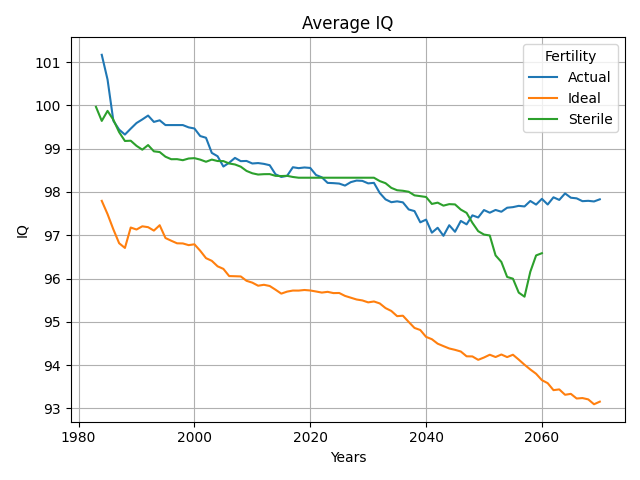 Average IQ
Fertility
Actual
Ideal
Sterile
IQ
101
100
99
98
97
96
95
94
93
1980
2000
2020
2040
2060
Years